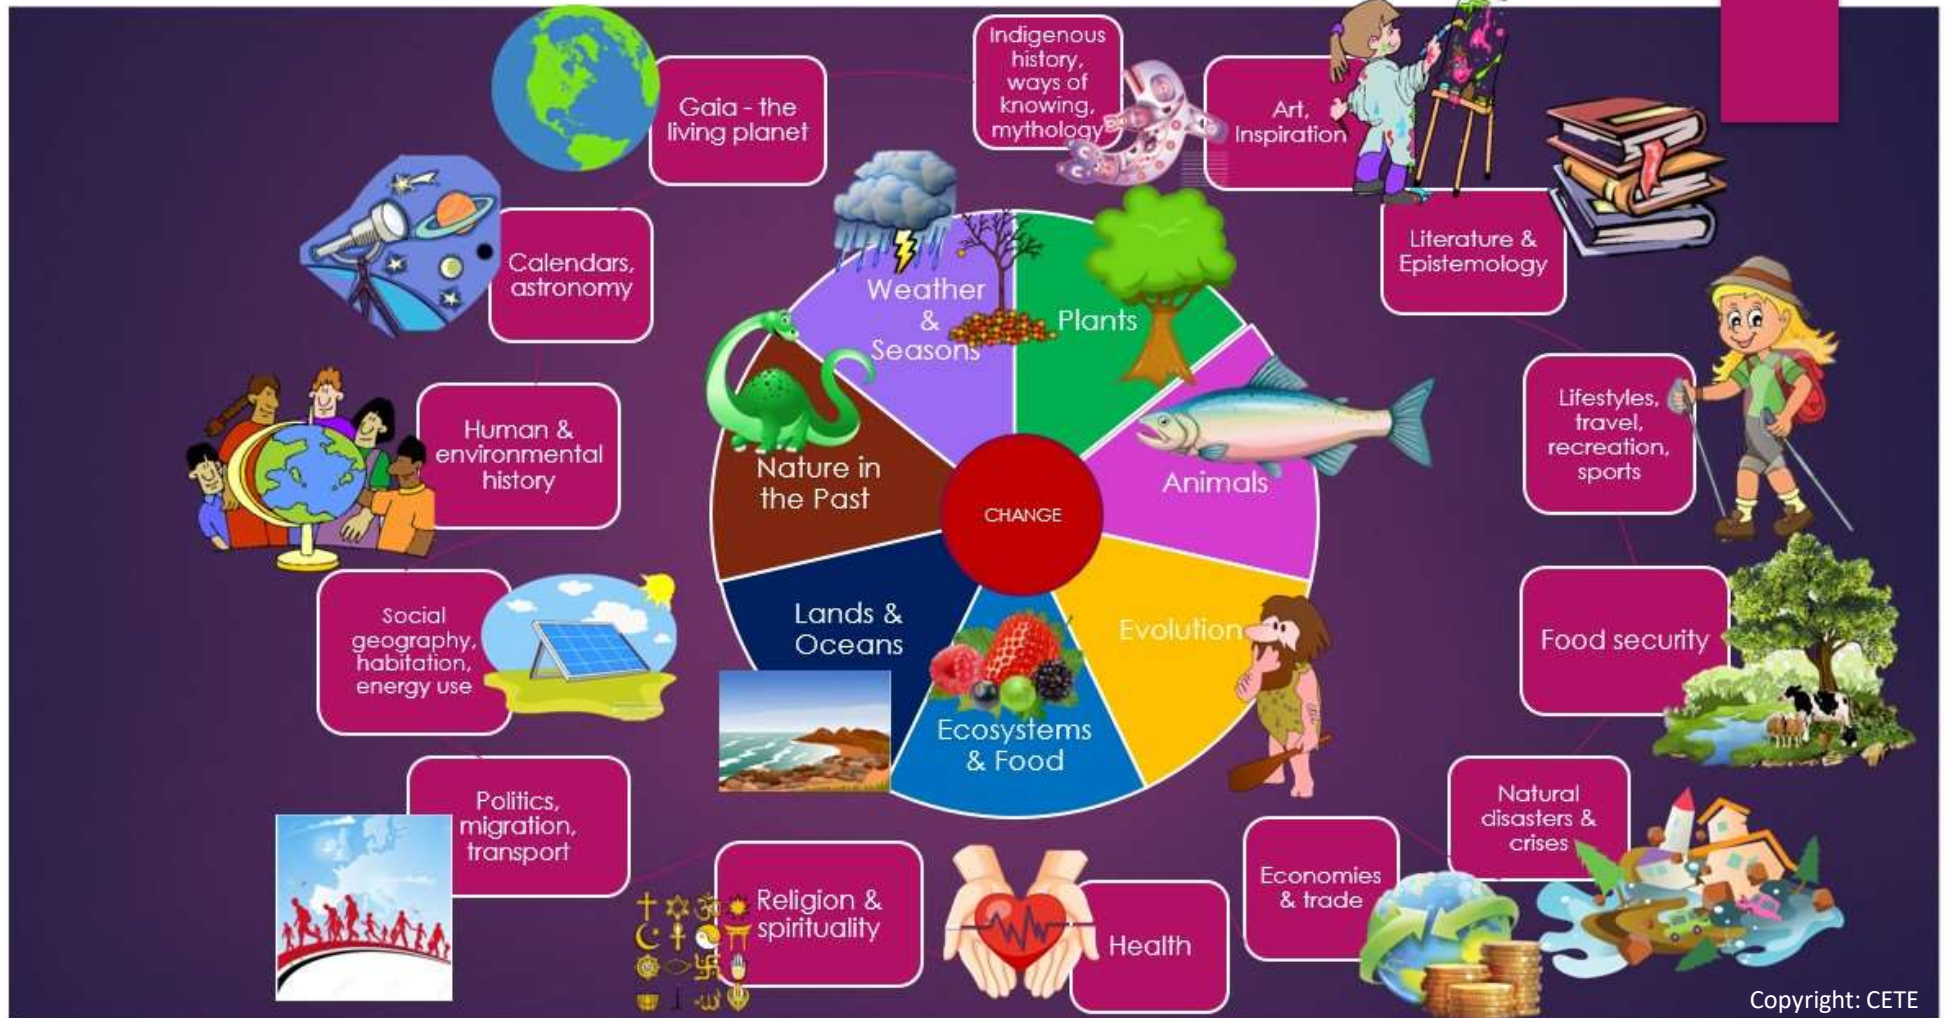 Gaia - the
living planet
Indigenous
history,
ways of
knowing,
mythology
Art,
Inspiration
Literature &
Epistemology
Calendars,
astronomy
Lifestyles,
travel,
recreation,
sports
Human &
environmental
history
Food security
Social
geography,
habitation,
energy use
Natural
disasters &
crises
Politics,
migration,
transport
Economies
& trade
Religion &
spirituality
Health
Weather
&
Seasons
Plants
Animals
Evolution
Ecosystems
& Food
Lands &
Oceans
Nature in
the Past
CHANGE
Copyright: CETE